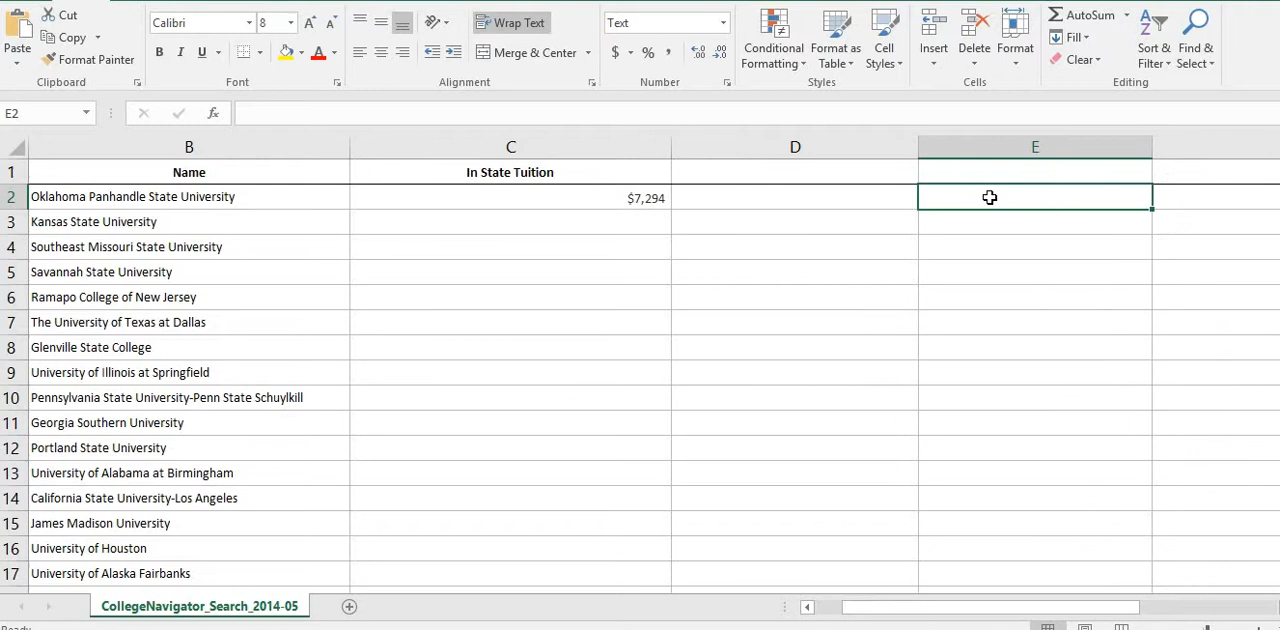 Cut
Calibri 8 A A Wrap Text Text AutoSum
Copy Fill
Paste B I U A Merge & Center $ % , Conditional Formatting Format as Table Cell Styles Insert Delete Format Sort & Filter Find & Select
Format Painter Clear
Clipboard Font Alignment Number Styles Cells Editing
E2 fx
B C D E
1 Name In State Tuition
2 Oklahoma Panhandle State University $7,294
3 Kansas State University
4 Southeast Missouri State University
5 Savannah State University
6 Ramapo College of New Jersey
7 The University of Texas at Dallas
8 Glenville State College
9 University of Illinois at Springfield
10 Pennsylvania State University-Penn State Schuylkill
11 Georgia Southern University
12 Portland State University
13 University of Alabama at Birmingham
14 California State University-Los Angeles
15 James Madison University
16 University of Houston
17 University of Alaska Fairbanks
CollegeNavigator_Search_2014-05